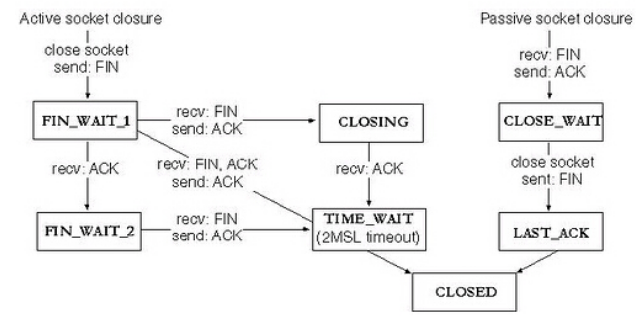 Active socket closure
Passive socket closure
close socket
send: FIN
recv: FIN
send: ACK
FIN_WAIT_1
recv: FIN
send: ACK
CLOSING
CLOSE_WAIT
recv: ACK
recv: FIN, ACK
send: ACK
recv: ACK
close socket
sent: FIN
FIN_WAIT_2
recv: FIN
send: ACK
TIME_WAIT
(2MSL timeout)
LAST_ACK
CLOSED